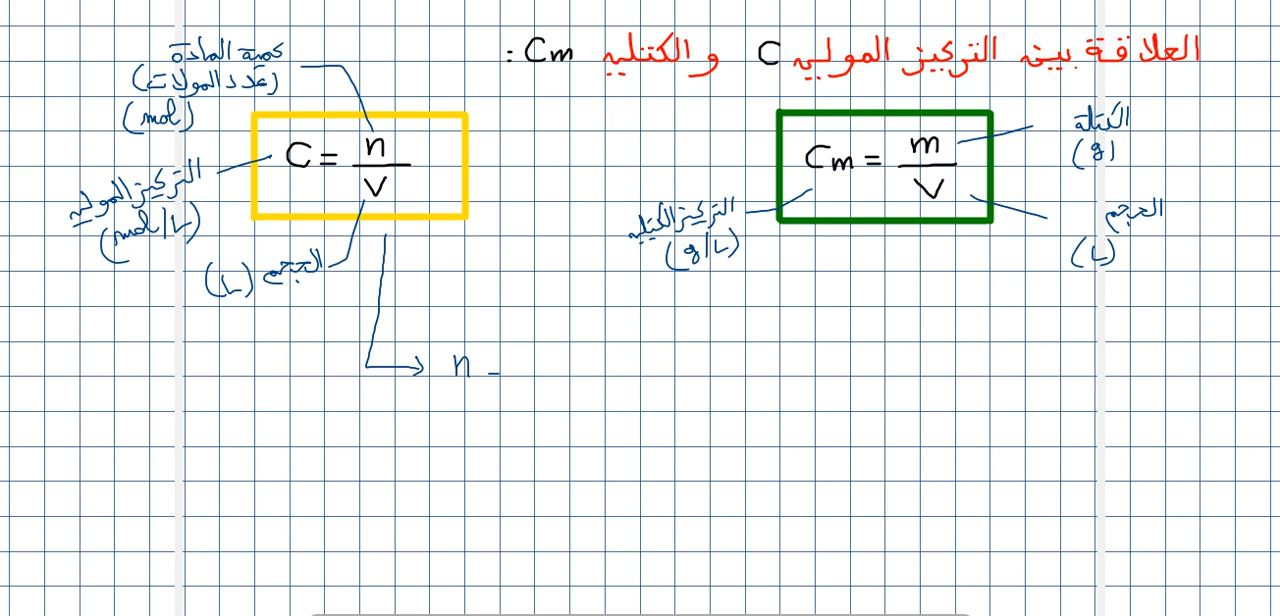 العلاقة بين التركيز المولي C والكتلي Cm :
كمية المادة
(عدد المولات)
(mol)
C = n / V
التركيز المولي
(mol/L)
الحجم (L)
n -
Cm = m / V
الكتلة
(g)
التركيز الكتلي
(g/L)
الحجم
(L)